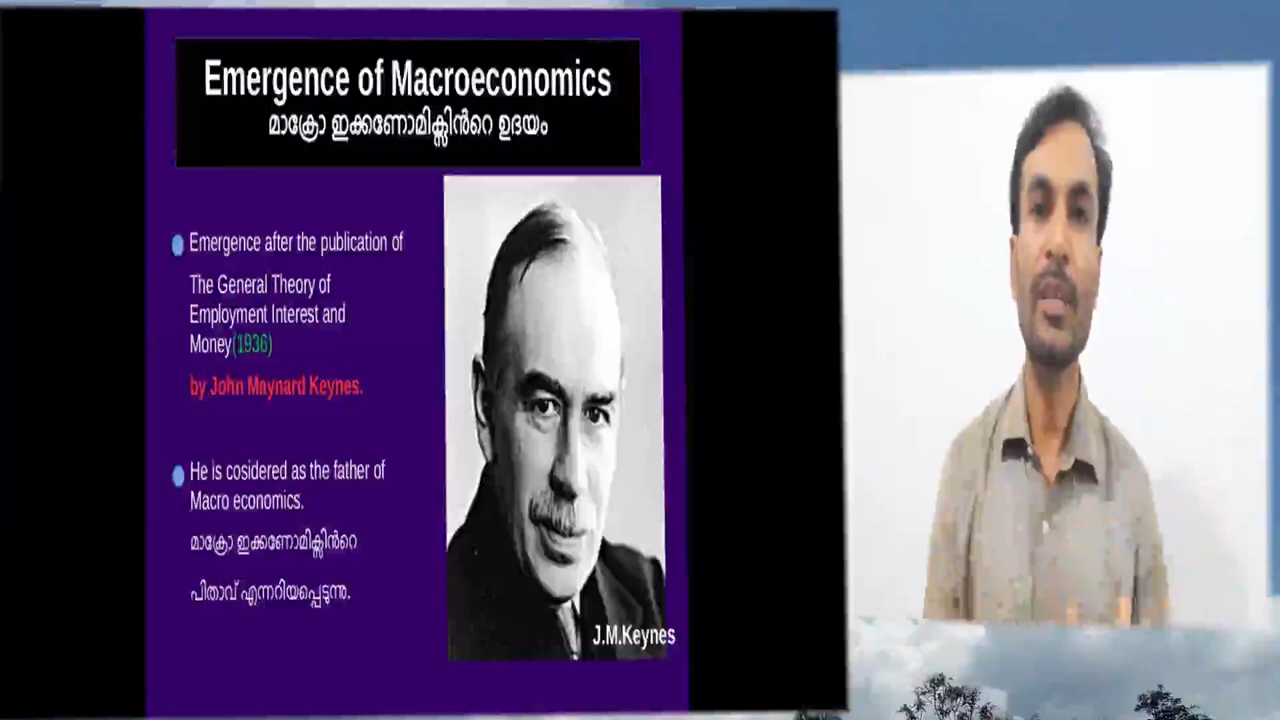 Emergence of Macroeconomics
മാക്രോ ഇക്കണോമിക്സിൻറെ ഉദയം
Emergence after the publication of
The General Theory of
Employment Interest and
Money(1936)
by John Maynard Keynes.
He is cosidered as the father of
Macro economics.
മാക്രോ ഇക്കണോമിക്സിൻറെ
പിതാവ് എന്നറിയപ്പെടുന്നു.
J.M.Keynes